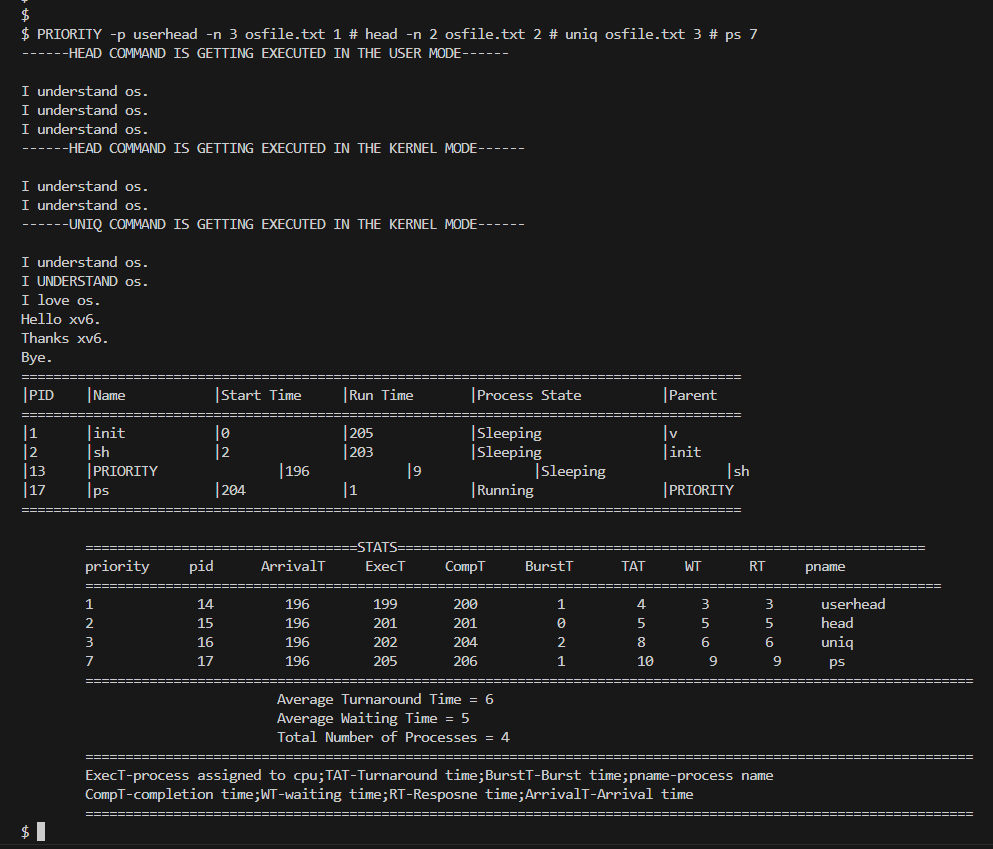 $
$
$ PRIORITY -p userhead -n 3 osfile.txt 1 # head -n 2 osfile.txt 2 # uniq osfile.txt 3 # ps 7
------HEAD COMMAND IS GETTING EXECUTED IN THE USER MODE------
I understand os.
I understand os.
I understand os.
------HEAD COMMAND IS GETTING EXECUTED IN THE KERNEL MODE------
I understand os.
I understand os.
------UNIQ COMMAND IS GETTING EXECUTED IN THE KERNEL MODE------
I understand os.
I UNDERSTAND os.
I love os.
Hello xv6.
Thanks xv6.
Bye.
==========================================================================================
|PID |Name |Start Time |Run Time |Process State |Parent
==========================================================================================
|1 |init |0 |205 |Sleeping |v
|2 |sh |2 |203 |Sleeping |init
|13 |PRIORITY |196 |9 |Sleeping |sh
|17 |ps |204 |1 |Running |PRIORITY
==========================================================================================
==================================STATS==================================================================
priority pid ArrivalT ExecT CompT BurstT TAT WT RT pname
===========================================================================================================
1 14 196 199 200 1 4 3 3 userhead
2 15 196 201 201 0 5 5 5 head
3 16 196 202 204 2 8 6 6 uniq
7 17 196 205 206 1 10 9 9 ps
===============================================================================================================
Average Turnaround Time = 6
Average Waiting Time = 5
Total Number of Processes = 4
===============================================================================================================
ExecT-process assigned to cpu;TAT-Turnaround time;BurstT-Burst time;pname-process name
CompT-completion time;WT-waiting time;RT-Resposne time;ArrivalT-Arrival time
===============================================================================================================
$